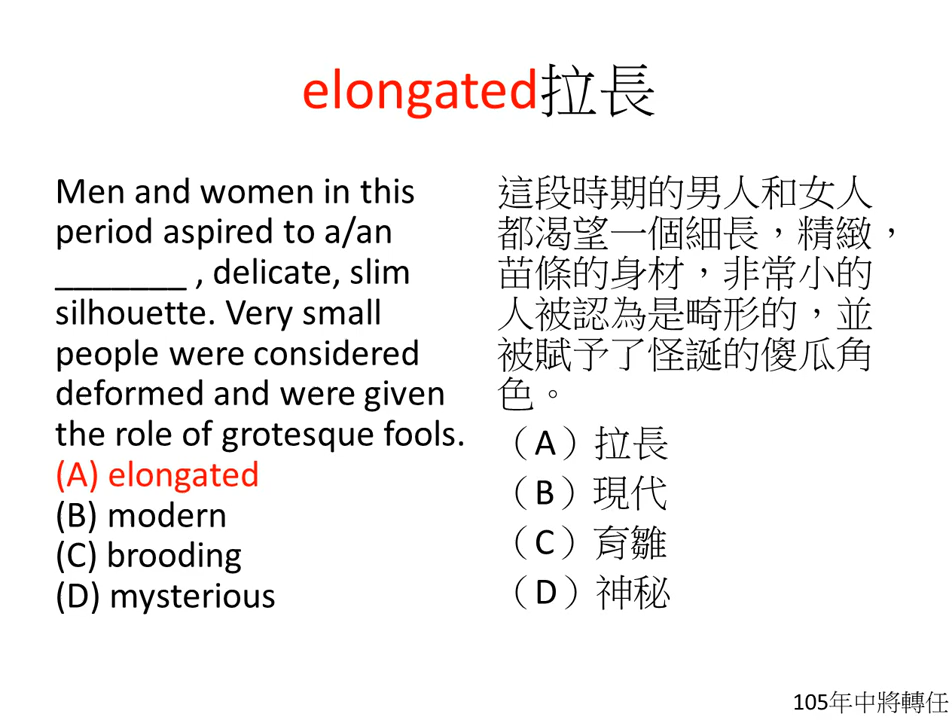 elongated拉長
Men and women in this
period aspired to a/an
_______ , delicate, slim
silhouette. Very small
people were considered
deformed and were given
the role of grotesque fools.
(A) elongated
(B) modern
(C) brooding
(D) mysterious
這段時期的男人和女人
都渴望一個細長，精緻，
苗條的身材，非常小的
人被認為是畸形的，並
被賦予了怪誕的傻瓜角
色。
（A）拉長
（B）現代
（C）育雛
（D）神秘
105年中將轉任